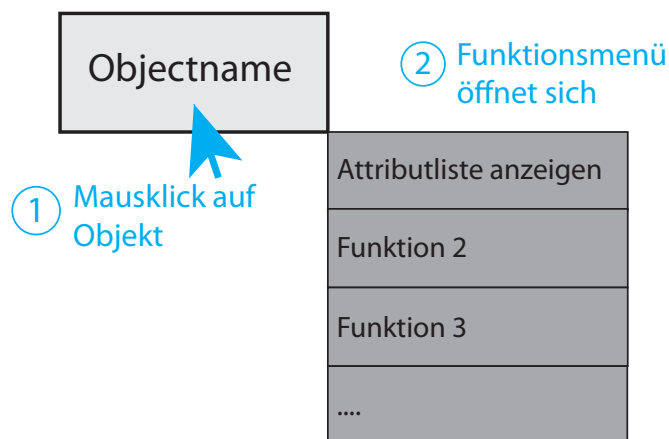 Objectname
2 Funktionsmenü
öffnet sich
1 Mausklick auf
Objekt
Attributliste anzeigen
Funktion 2
Funktion 3
....